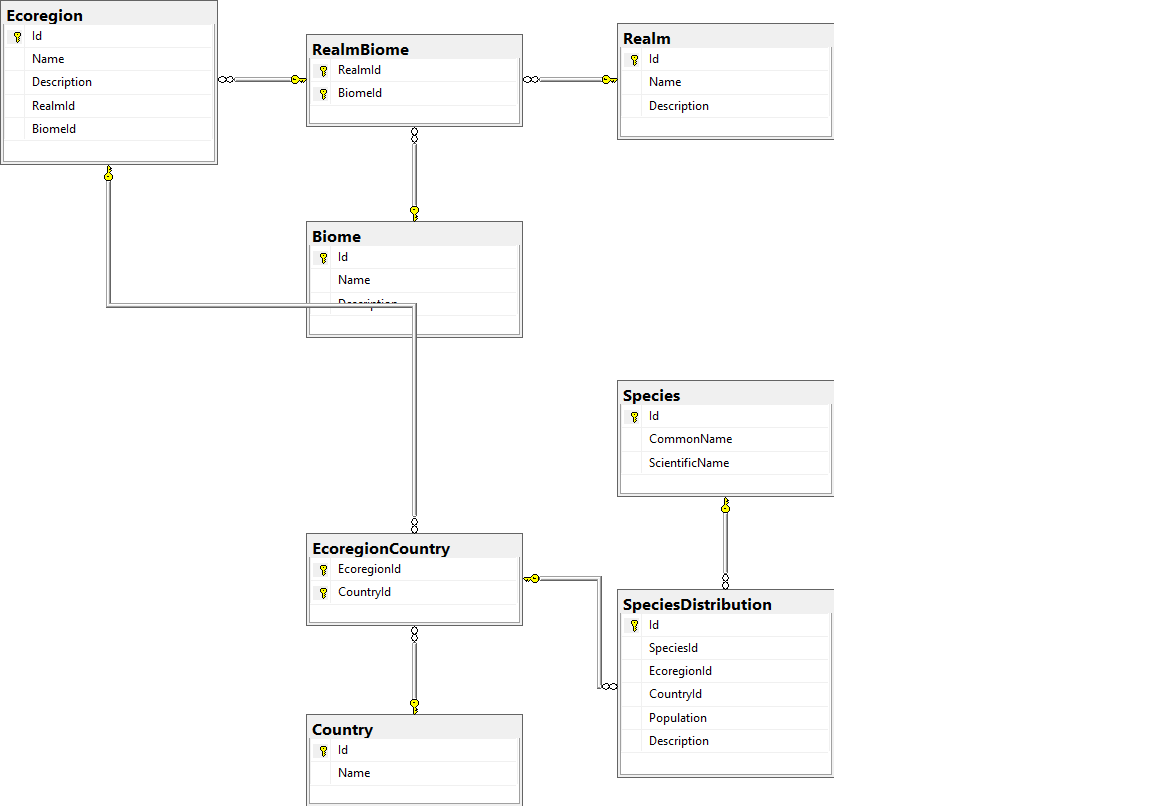 Ecoregion
Id
Name
Description
RealmId
BiomeId
RealmBiome
RealmId
BiomeId
Realm
Id
Name
Description
Biome
Id
Name
Description
Species
Id
CommonName
ScientificName
EcoregionCountry
EcoregionId
CountryId
SpeciesDistribution
Id
SpeciesId
EcoregionId
CountryId
Population
Description
Country
Id
Name